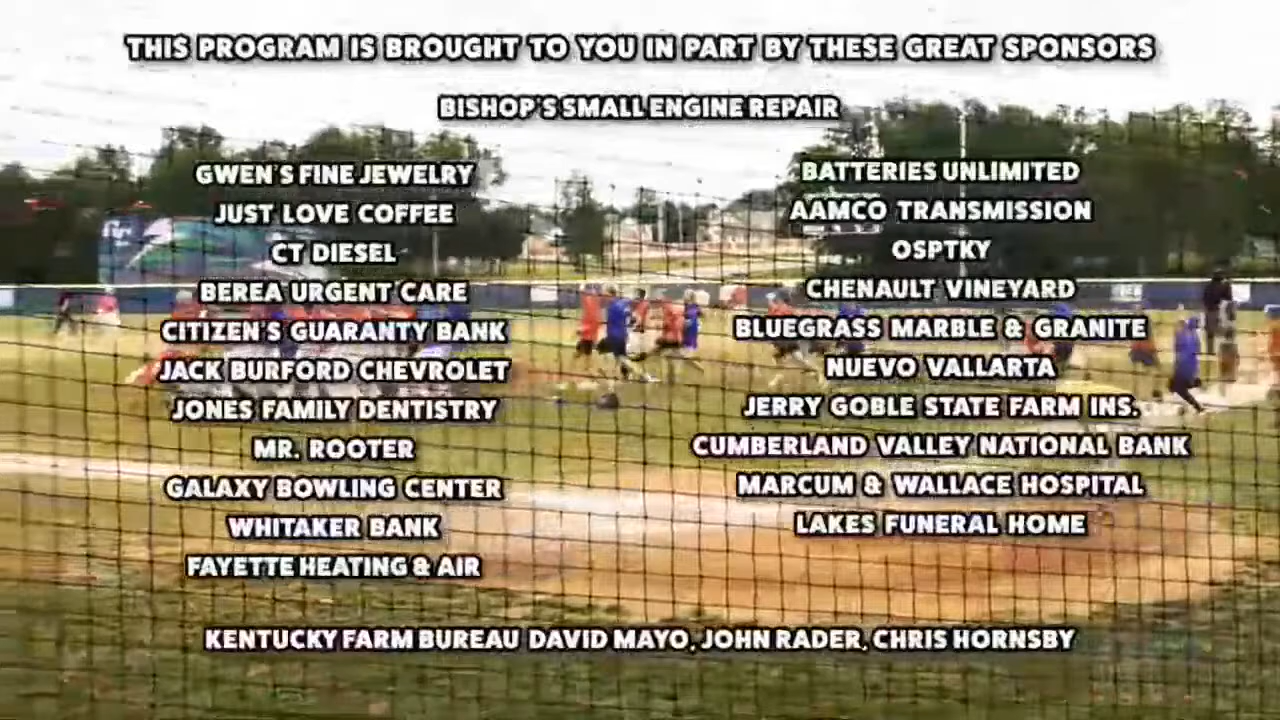 THIS PROGRAM IS BROUGHT TO YOU IN PART BY THESE GREAT SPONSORS
BISHOP'S SMALL ENGINE REPAIR
GWEN'S FINE JEWELRY
JUST LOVE COFFEE
CT DIESEL
BEREA URGENT CARE
CITIZEN'S GUARANTY BANK
JACK BURFORD CHEVROLET
JONES FAMILY DENTISTRY
MR. ROOTER
GALAXY BOWLING CENTER
WHITAKER BANK
FAYETTE HEATING & AIR
BATTERIES UNLIMITED
AAMCO TRANSMISSION
OSPTKY
CHENAULT VINEYARD
BLUEGRASS MARBLE & GRANITE
NUEVO VALLARTA
JERRY GOBLE STATE FARM INS.
CUMBERLAND VALLEY NATIONAL BANK
MARCUM & WALLACE HOSPITAL
LAKES FUNERAL HOME
KENTUCKY FARM BUREAU DAVID MAYO, JOHN RADER, CHRIS HORNSBY